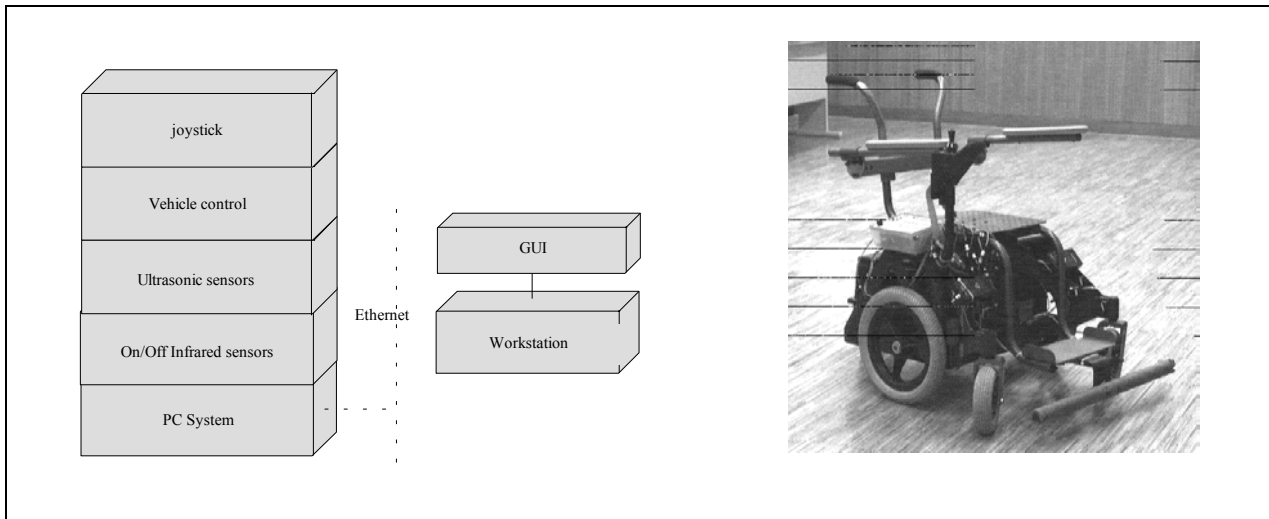 joystick
Vehicle control
Ultrasonic sensors
On/Off Infrared sensors
PC System
Ethernet
GUI
Workstation